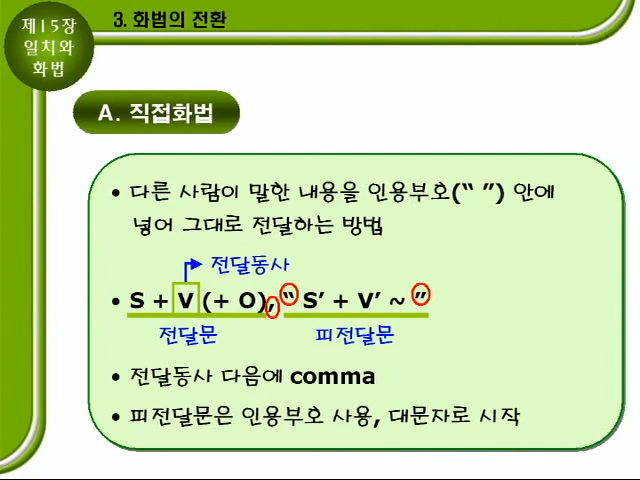 제15장
일치와
화법
3. 화법의 전환
A. 직접화법
• 다른 사람이 말한 내용을 인용부호(“ ”) 안에
넣어 그대로 전달하는 방법
전달동사
• S + V (+ O), “ S’ + V’ ~ ”
전달문 피전달문
• 전달동사 다음에 comma
• 피전달문은 인용부호 사용, 대문자로 시작